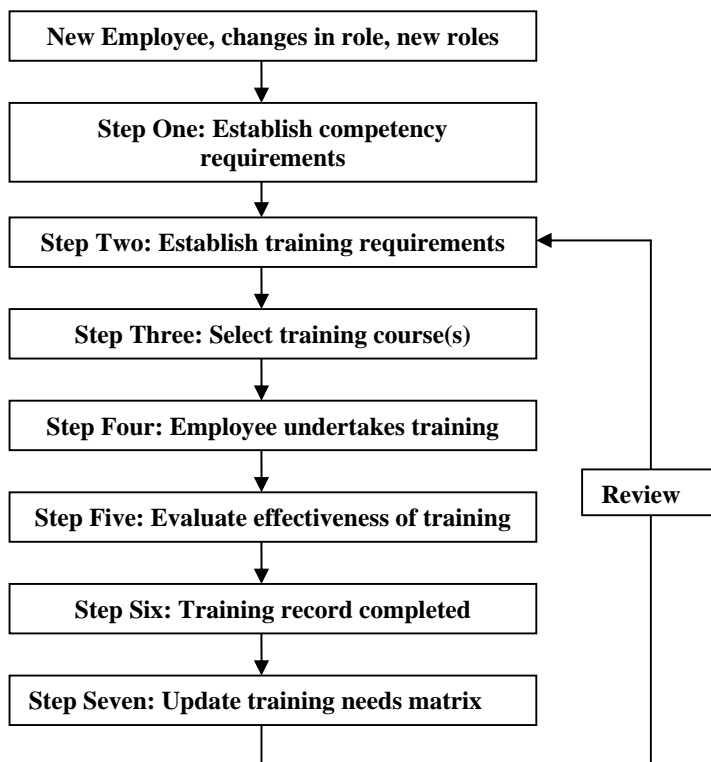 New Employee, changes in role, new roles
Step One: Establish competency
requirements
Step Two: Establish training requirements
Step Three: Select training course(s)
Step Four: Employee undertakes training
Step Five: Evaluate effectiveness of training
Review
Step Six: Training record completed
Step Seven: Update training needs matrix